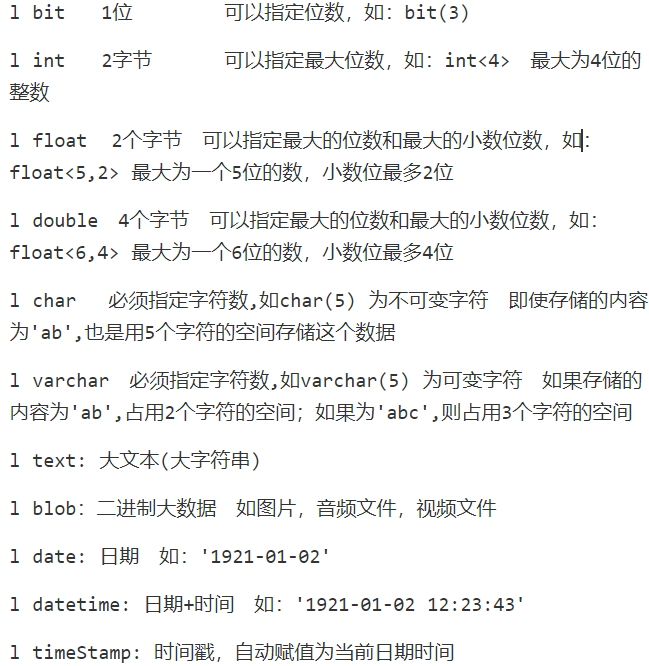 l bit 1位 可以指定位数，如：bit(3)
l int 2字节 可以指定最大位数，如：int<4> 最大为4位的
整数
l float 2个字节 可以指定最大的位数和最大的小数位数，如：
float<5,2> 最大为一个5位的数，小数位最多2位
l double 4个字节 可以指定最大的位数和最大的小数位数，如：
float<6,4> 最大为一个6位的数，小数位最多4位
l char 必须指定字符数,如char(5) 为不可变字符 即使存储的内容
为'ab',也是用5个字符的空间存储这个数据
l varchar 必须指定字符数,如varchar(5) 为可变字符 如果存储的
内容为'ab',占用2个字符的空间；如果为'abc',则占用3个字符的空间
l text: 大文本(大字符串)
l blob：二进制大数据 如图片，音频文件，视频文件
l date: 日期 如：'1921-01-02'
l datetime: 日期+时间 如：'1921-01-02 12:23:43'
l timeStamp: 时间戳，自动赋值为当前日期时间